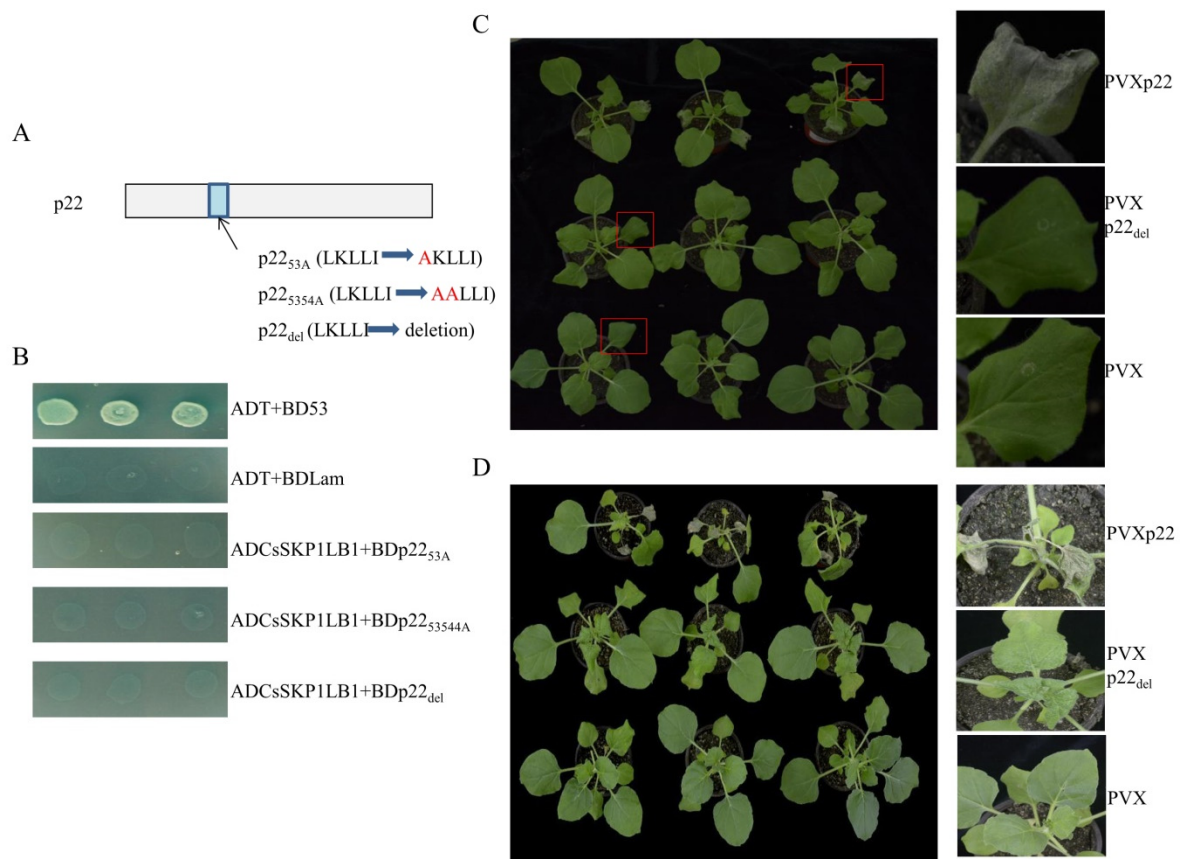 A
p22
p22₅₃A (LKLLI → AKLLI)
p22₅₃₅₄A (LKLLI → AALLI)
p22del (LKLLI → deletion)
B
ADT+BD53
ADT+BDLam
ADCsSKP1LB1+BDp22₅₃A
ADCsSKP1LB1+BDp22₅₃₅₄₄A
ADCsSKP1LB1+BDp22del
C
PVXp22
PVX
p22del
PVX
D
PVXp22
PVX
p22del
PVX